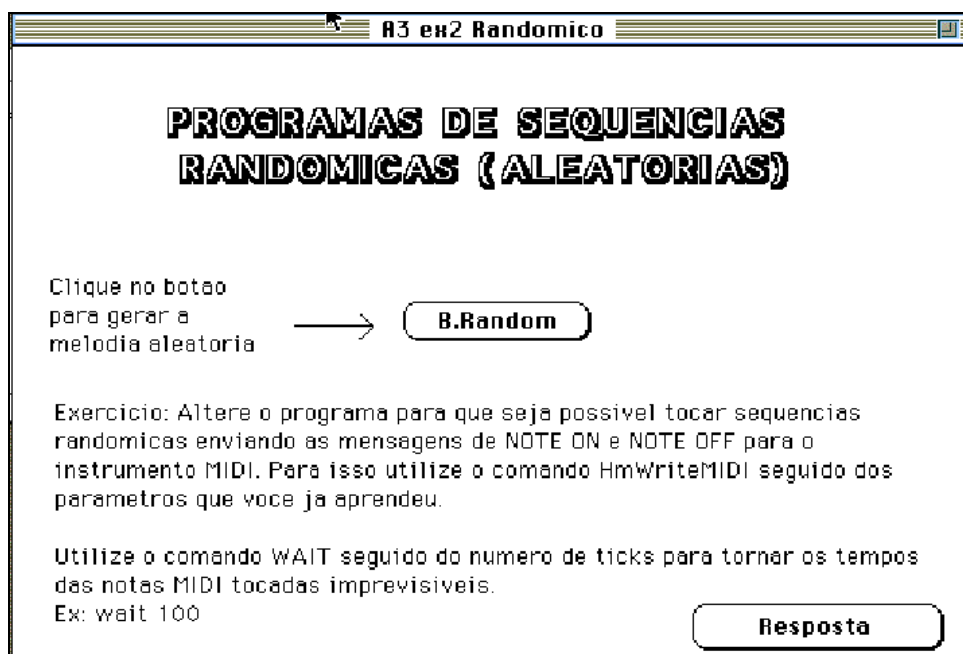 A3 ex2 Randomico
PROGRAMAS DE SEQUENCIAS
RANDOMICAS (ALEATORIAS)
Clique no botao
para gerar a
melodia aleatoria
B.Random
Exercicio: Altere o programa para que seja possivel tocar sequencias
randomicas enviando as mensagens de NOTE ON e NOTE OFF para o
instrumento MIDI. Para isso utilize o comando HmWriteMIDI seguido dos
parametros que voce ja aprendeu.
Utilize o comando WAIT seguido do numero de ticks para tornar os tempos
das notas MIDI tocadas imprevisiveis.
Ex: wait 100
Resposta